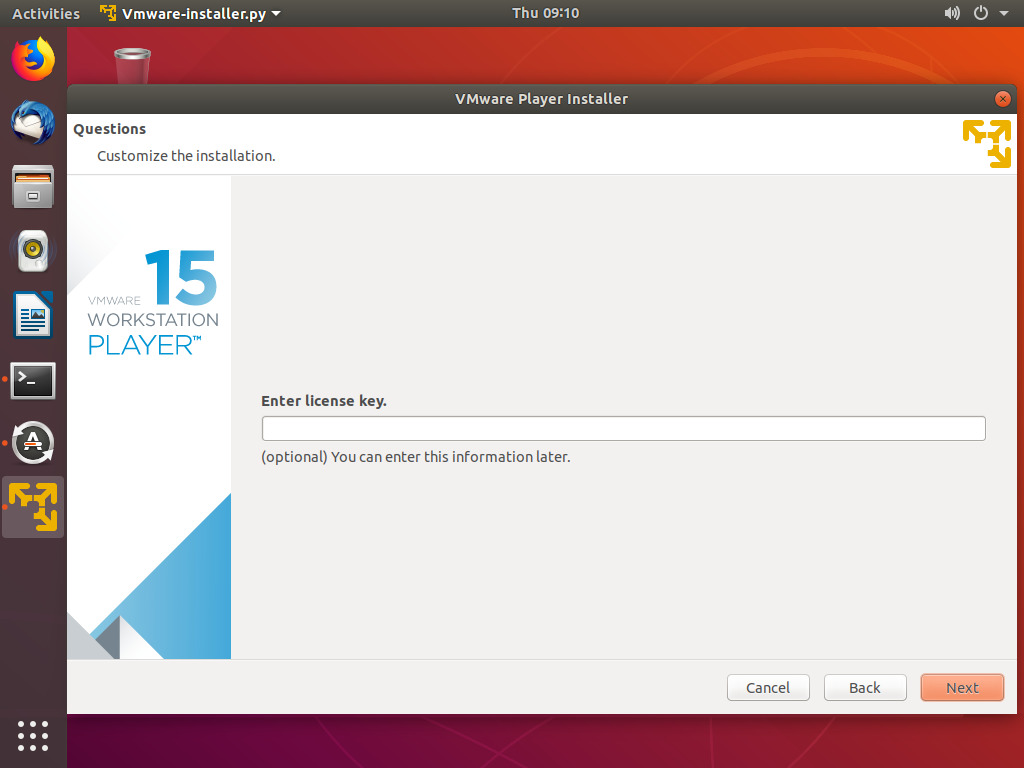 Activities Vmware-installer.py Thu 09:10
VMware Player Installer
Questions
Customize the installation.
15
VMWARE
WORKSTATION
PLAYER™
Enter license key.
(optional) You can enter this information later.
Cancel Back Next